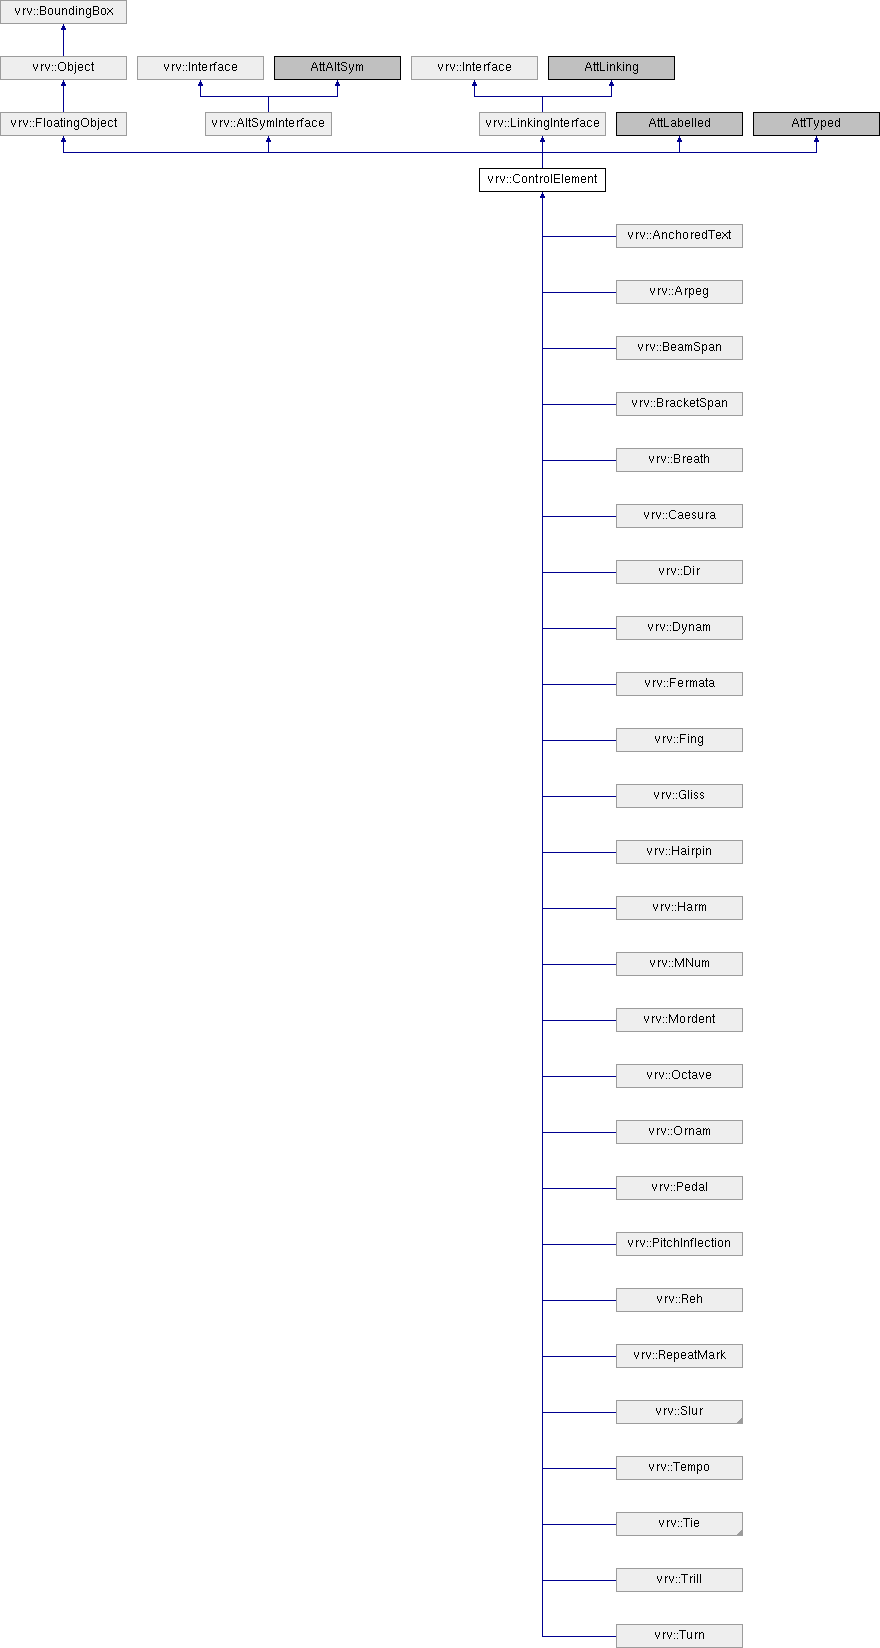 vrv::BoundingBox
vrv::Object
vrv::Interface
AttAltSym
vrv::Interface
AttLinking
vrv::FloatingObject
vrv::AltSymInterface
vrv::LinkingInterface
AttLabelled
AttTyped
vrv::ControlElement
vrv::AnchoredText
vrv::Arpeg
vrv::BeamSpan
vrv::BracketSpan
vrv::Breath
vrv::Caesura
vrv::Dir
vrv::Dynam
vrv::Fermata
vrv::Fing
vrv::Gliss
vrv::Hairpin
vrv::Harm
vrv::MNum
vrv::Mordent
vrv::Octave
vrv::Ornam
vrv::Pedal
vrv::PitchInflection
vrv::Reh
vrv::RepeatMark
vrv::Slur
vrv::Tempo
vrv::Tie
vrv::Trill
vrv::Turn